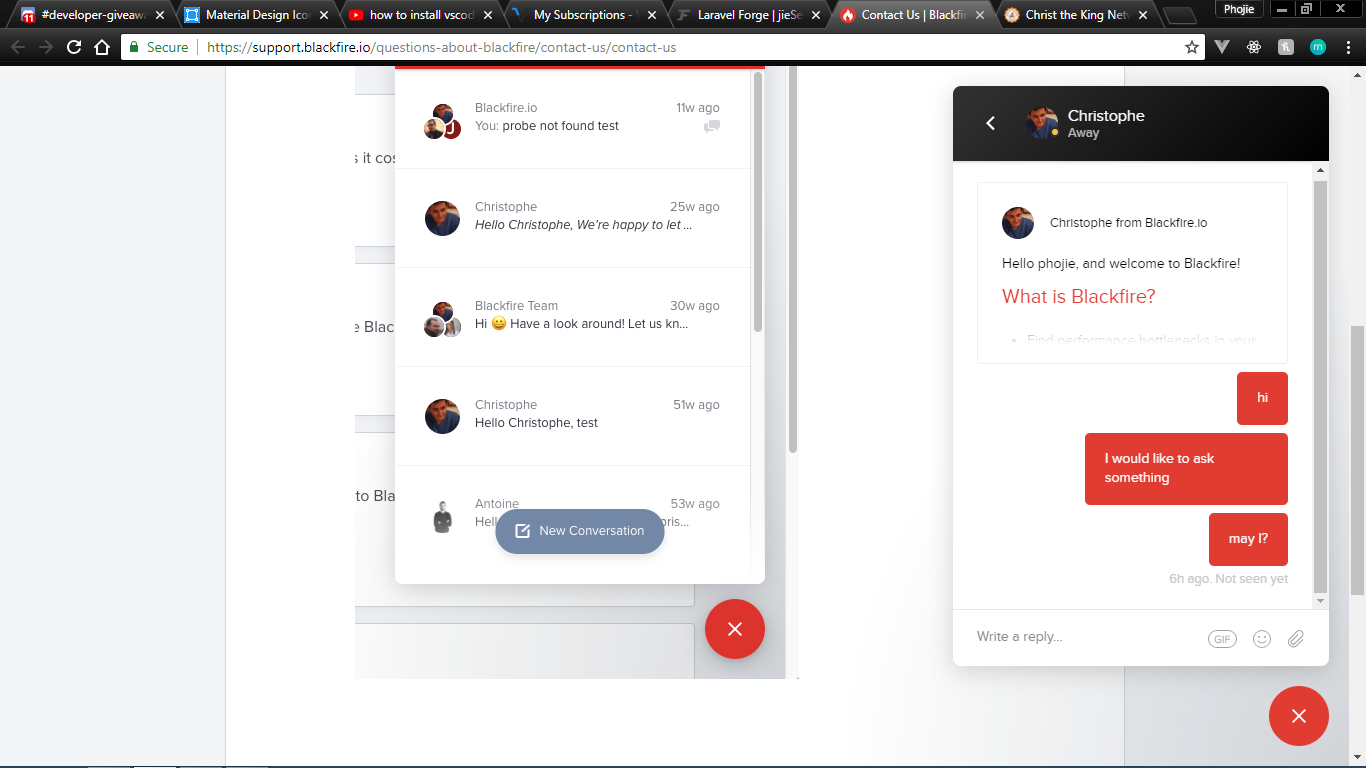 #developer-giveaw
Material Design Ico
how to install vscod
My Subscriptions -
Laravel Forge | jieSe
Contact Us | Blackfi
Christ the King Net
Phojie
Secure
https://support.blackfire.io/questions-about-blackfire/contact-us/contact-us
Blackfire.io
11w ago
You: probe not found test
s it cos
Christophe
25w ago
Hello Christophe, We're happy to let ...
Blackfire Team
30w ago
Hi 😀 Have a look around! Let us kn...
e Blac
Christophe
51w ago
Hello Christophe, test
to Bla
Antoine
53w ago
Hell
oris...
New Conversation
Christophe
Away
Christophe from Blackfire.io
Hello phojie, and welcome to Blackfire!
What is Blackfire?
• Find performance bottlenecks in your
hi
I would like to ask
something
may I?
6h ago. Not seen yet
Write a reply...
GIF